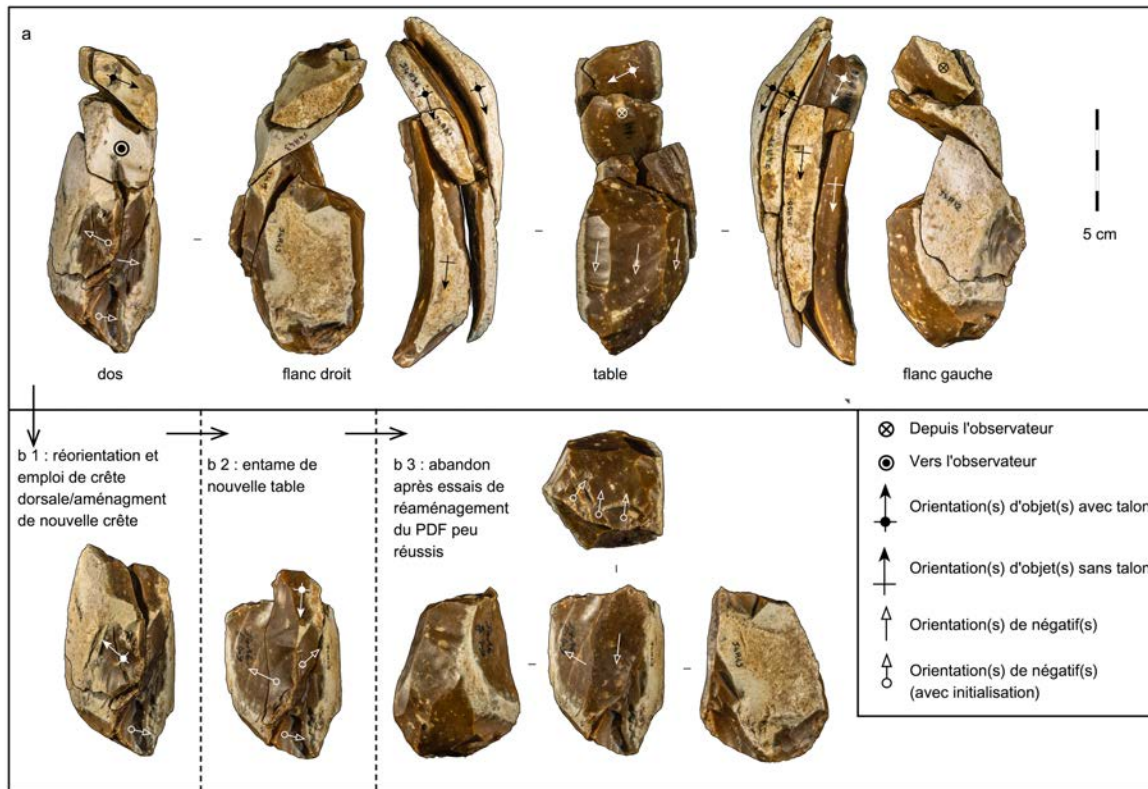 a
5 cm
dos
flanc droit
table
flanc gauche
b 1 : réorientation et
emploi de crête
dorsale/aménagment
de nouvelle crête
b 2 : entame de
nouvelle table
b 3 : abandon
après essais de
réaménagement
du PDF peu
réussis
Depuis l'observateur
Vers l'observateur
Orientation(s) d'objet(s) avec talon
Orientation(s) d'objet(s) sans talon
Orientation(s) de négatif(s)
Orientation(s) de négatif(s)
(avec initialisation)